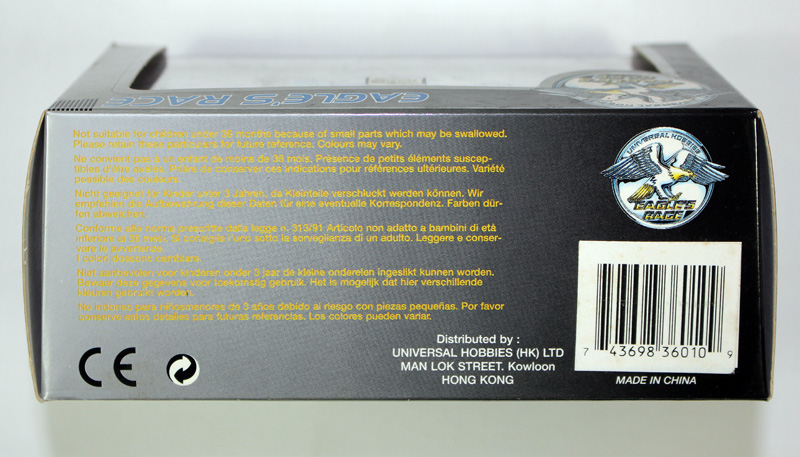 EAGLE'S RACE
Not suitable for children under 36 months because of small parts which may be swallowed.
Please retain these particulars for future reference. Colours may vary.
Ne convient pas à un enfant de moins de 36 mois. Présence de petits éléments suscep-
tibles d'être avalés. Prière de conserver ces indications pour références ultérieures. Variété
possible des couleurs.
Nicht geeignet für Kinder unter 3 Jahren, da Kleinteile verschluckt werden können. Wir
empfehlen die Aufbewahrung dieser Daten für eine eventuelle Korrespondenz. Farben dür-
fen abweichen.
Conforme alle norme prescritte dalla legge n. 313/91 Articolo non adatto a bambini di età
inferiore ai 36 mesi. Si consiglia l'uso sotto la sorveglianza di un adulto. Leggere e conser-
vare le avvertenze.
I colori possono cambiare.
Niet aanbevolen voor kinderen onder 3 jaar de kleine onderelen ingeslikt kunnen worden.
Bewaar deze gegevens voor toekomstig gebruik. Het is mogelijk dat hier verschillende
kleuren gebruikt worden.
No indicado para niños menores de 3 años debido al riesgo con piezas pequeñas. Por favor
conserve estos detalles para futuras referencias. Los colores pueden variar.
CE
Distributed by :
UNIVERSAL HOBBIES (HK) LTD
MAN LOK STREET. Kowloon
HONG KONG
UNIVERSAL HOBBIES
EAGLE'S
RACE
7 43698 36010 9
MADE IN CHINA